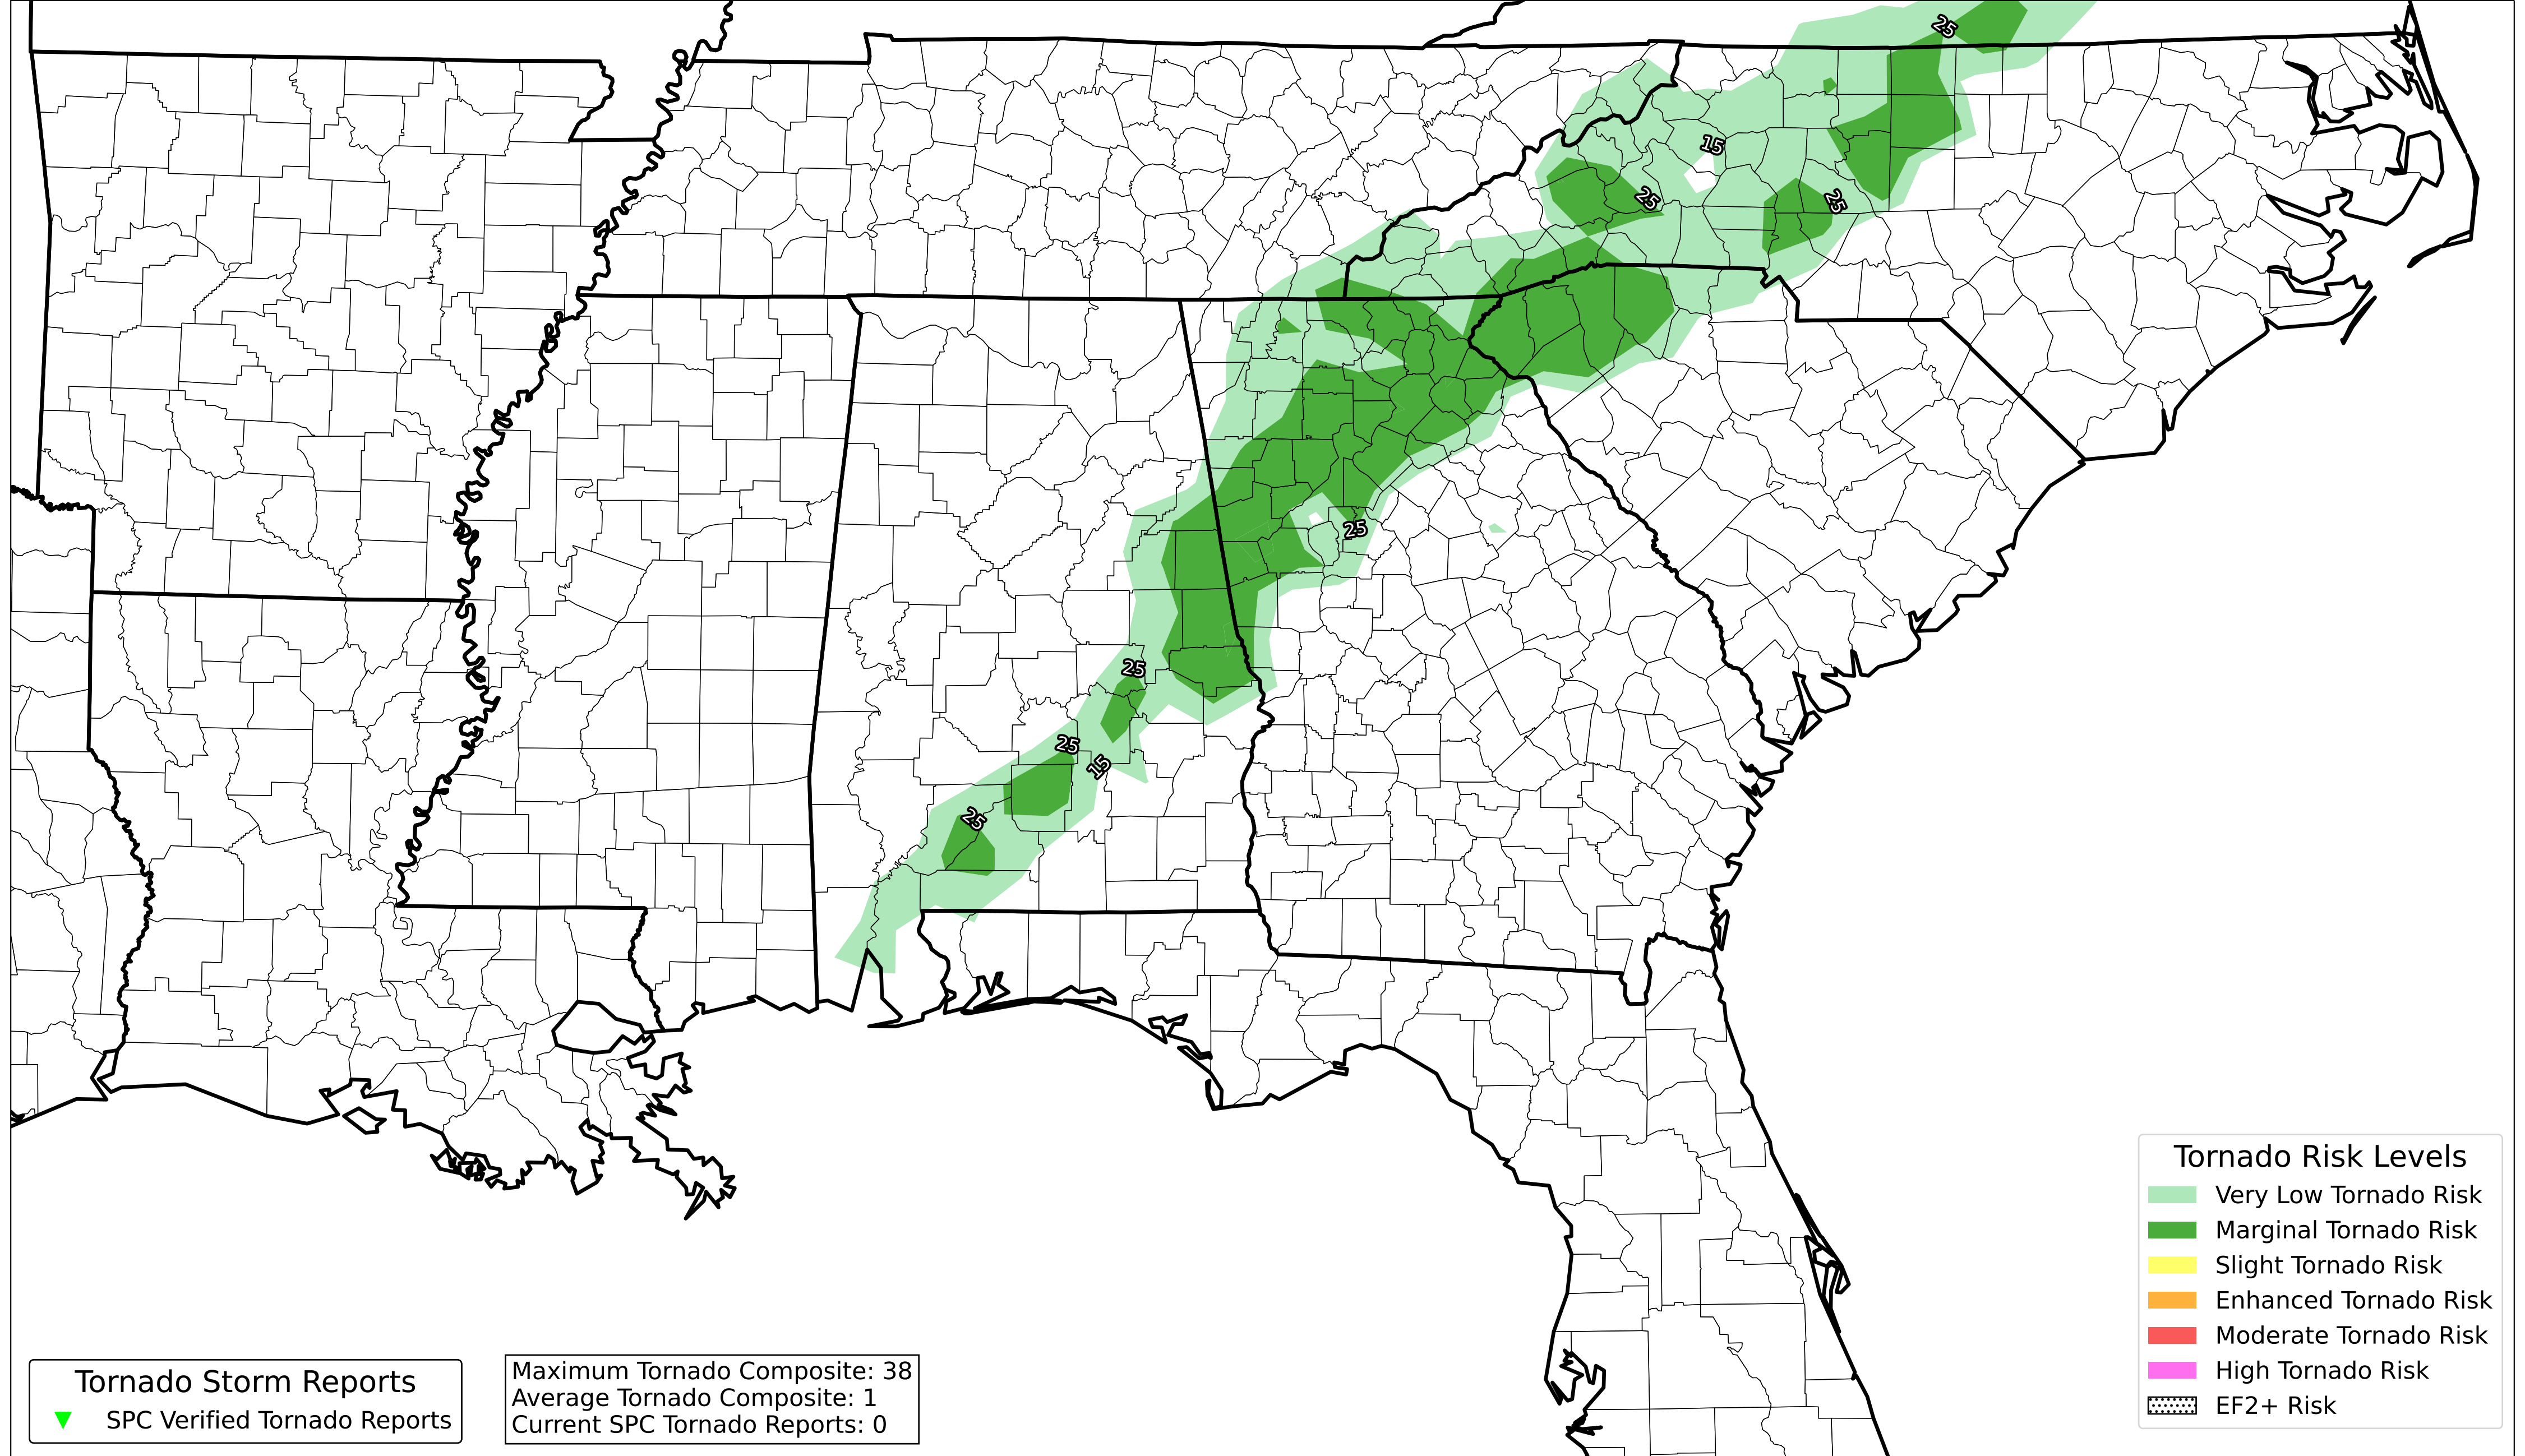 25
15
25
25
25
25
25
15
25
Tornado Risk Levels
Very Low Tornado Risk
Marginal Tornado Risk
Slight Tornado Risk
Enhanced Tornado Risk
Moderate Tornado Risk
High Tornado Risk
EF2+ Risk
Tornado Storm Reports
SPC Verified Tornado Reports
Maximum Tornado Composite: 38
Average Tornado Composite: 1
Current SPC Tornado Reports: 0